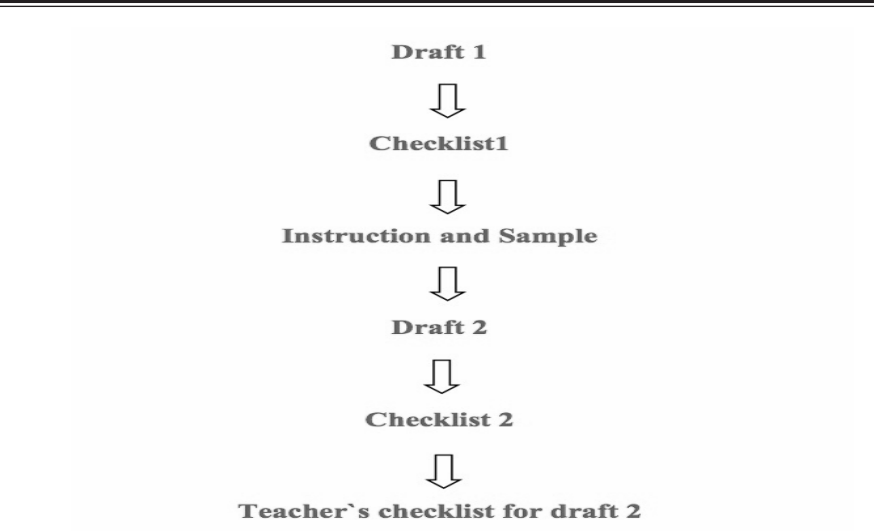 Draft 1
Checklist1
Instruction and Sample
Draft 2
Checklist 2
Teacher`s checklist for draft 2